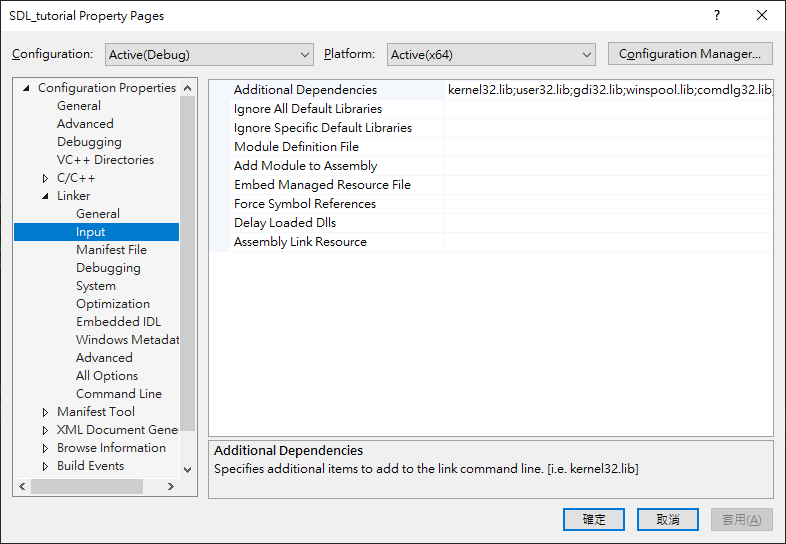 SDL_tutorial Property Pages
Configuration: Active(Debug) Platform: Active(x64) Configuration Manager...
Configuration Properties
General
Advanced
Debugging
VC++ Directories
C/C++
Linker
General
Input
Manifest File
Debugging
System
Optimization
Embedded IDL
Windows Metadat
Advanced
All Options
Command Line
Manifest Tool
XML Document Gene
Browse Information
Build Events
Additional Dependencies kernel32.lib;user32.lib;gdi32.lib;winspool.lib;comdlg32.lib;
Ignore All Default Libraries
Ignore Specific Default Libraries
Module Definition File
Add Module to Assembly
Embed Managed Resource File
Force Symbol References
Delay Loaded Dlls
Assembly Link Resource
Additional Dependencies
Specifies additional items to add to the link command line. [i.e. kernel32.lib]
確定 取消 套用(A)